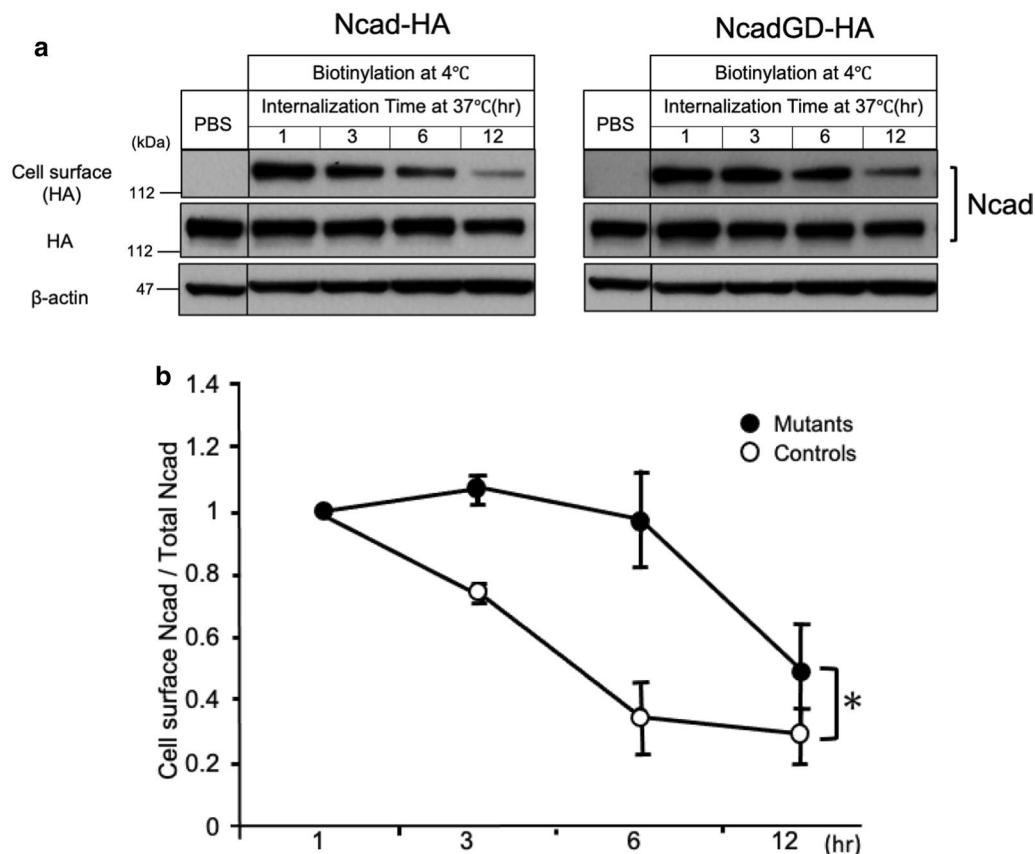 a
Ncad-HA
NcadGD-HA
PBS
Biotinylation at 4℃
Internalization Time at 37℃(hr)
1 3 6 12
PBS
Biotinylation at 4℃
Internalization Time at 37℃(hr)
1 3 6 12
(kDa)
Cell surface
(HA)
112
HA
112
β-actin
47
Ncad
b
Cell surface Ncad / Total Ncad
1.4
1.2
1
0.8
0.6
0.4
0.2
0
Mutants
Controls
*
1 3 6 12 (hr)